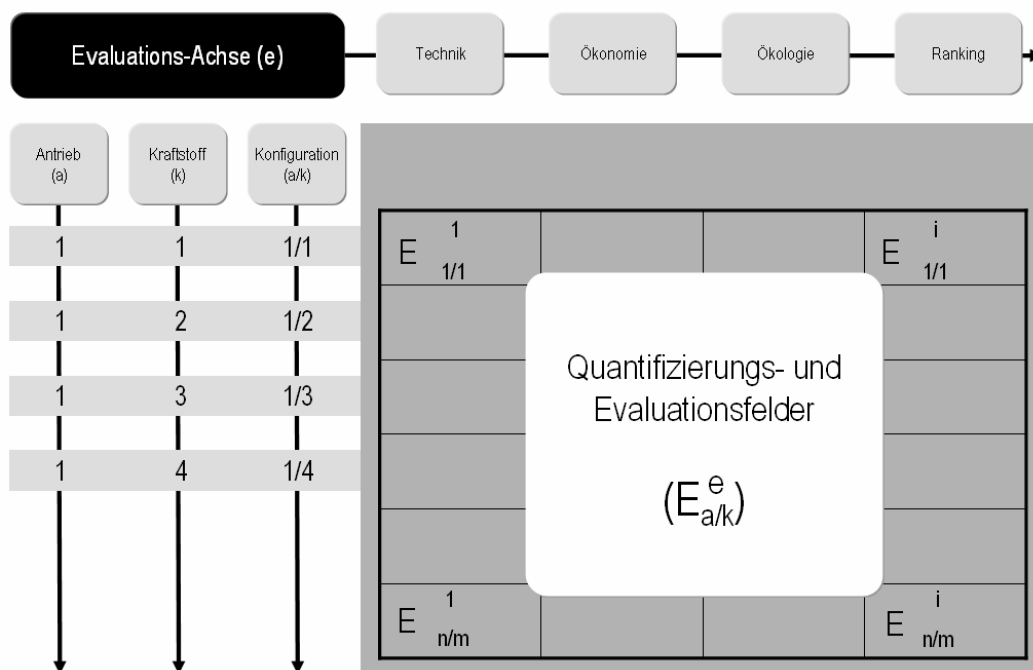 Evaluations-Achse (e)
Technik
Ökonomie
Ökologie
Ranking
Antrieb
(a)
Kraftstoff
(k)
Konfiguration
(a/k)
1 1 1/1
1 2 1/2
1 3 1/3
1 4 1/4
E 1 1/1
E i 1/1
Quantifizierungs- und
Evaluationsfelder
(E e a/k)
E 1 n/m
E i n/m